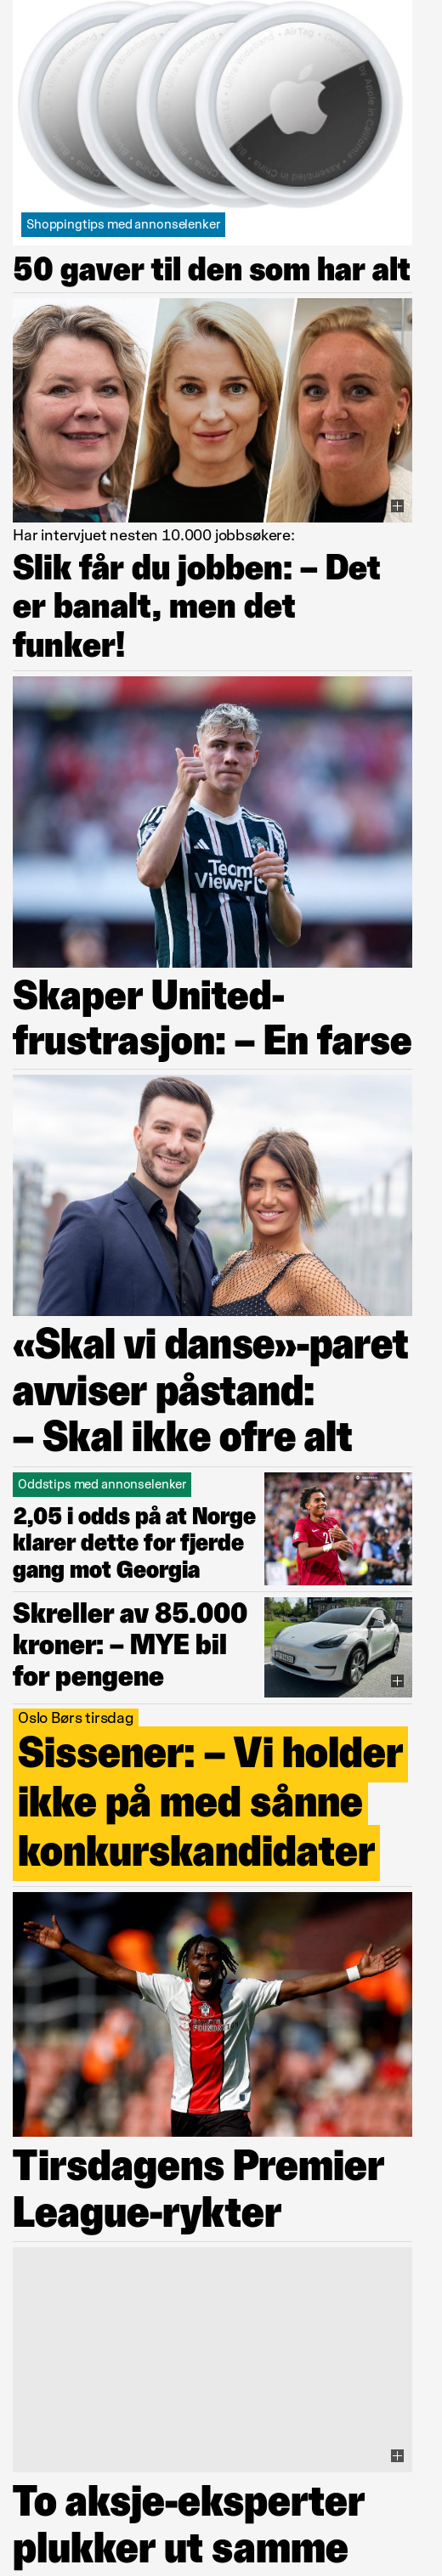 Shoppingtips med annonselenker
50 gaver til den som har alt
Har intervjuet nesten 10.000 jobbsøkere:
Slik får du jobben: – Det
er banalt, men det
funker!
Team
Viewer
Skaper United-
frustrasjon: – En farse
«Skal vi danse»-paret
avviser påstand:
– Skal ikke ofre alt
Oddstips med annonselenker
2,05 i odds på at Norge
klarer dette for fjerde
gang mot Georgia
Skreller av 85.000
kroner: – MYE bil
for pengene
Oslo Børs tirsdag
Sissener: – Vi holder
ikke på med sånne
konkurskandidater
Tirsdagens Premier
League-rykter
To aksje-eksperter
plukker ut samme